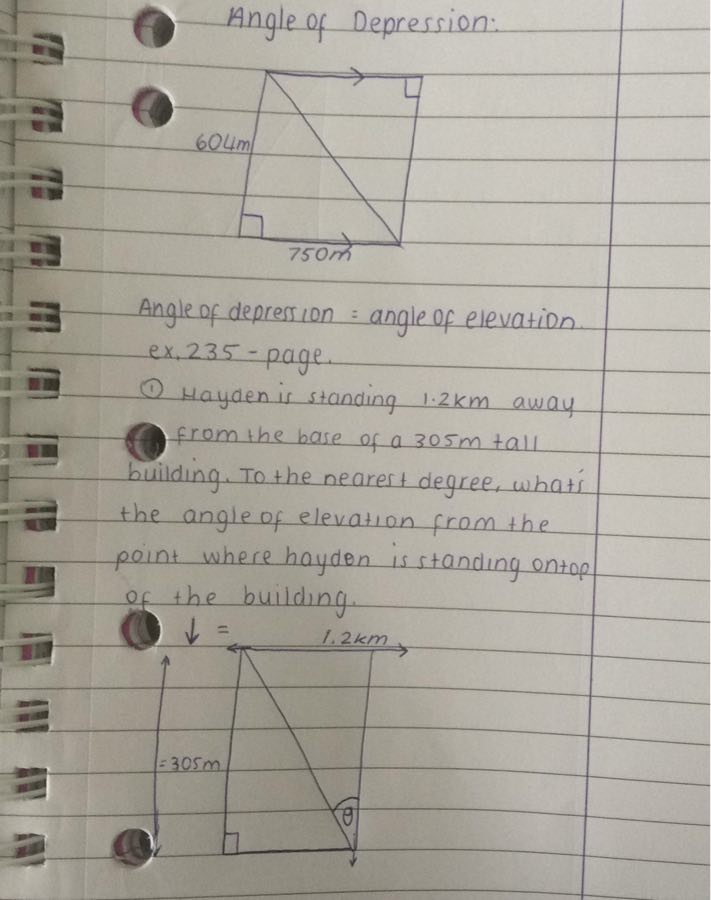 Angle of Depression:
604m
750m
Angle of depression = angle of elevation.
ex. 235 - page.
① Hayden is standing 1.2km away
from the base of a 305m tall
building. To the nearest degree, what's
the angle of elevation from the
point where hayden is standing ontop
of the building.
↓ =
1.2km
= 305m
θ